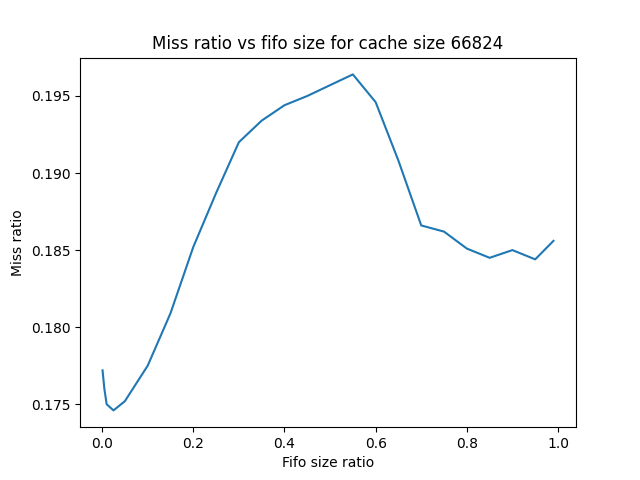 Miss ratio vs fifo size for cache size 66824
Miss ratio
0.195
0.190
0.185
0.180
0.175
0.0 0.2 0.4 0.6 0.8 1.0
Fifo size ratio